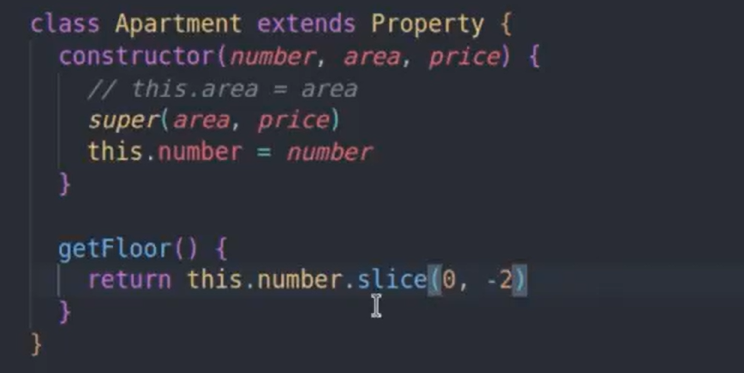 class Apartment extends Property {
constructor(number, area, price) {
// this.area = area
super(area, price)
this.number = number
}
getFloor() {
return this.number.slice(0, -2)
}
}